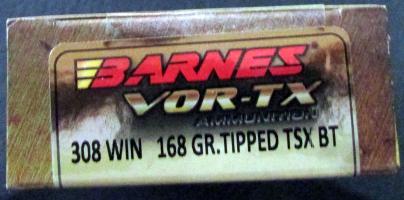 BARNES
VOR-TX
AMMUNITION
308 WIN 168 GR.TIPPED TSX BT